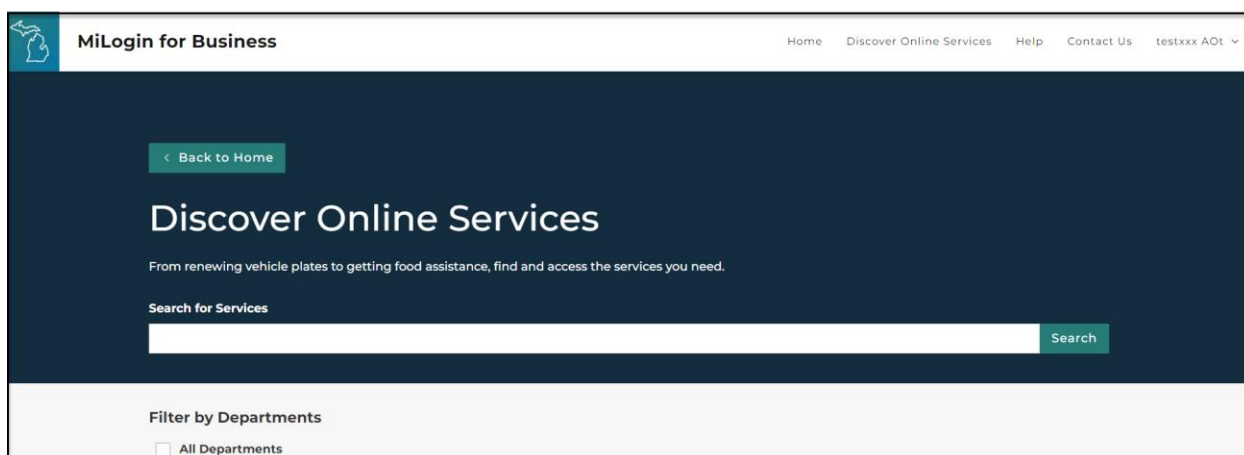 MiLogin for Business
Home Discover Online Services Help Contact Us testxxx AOt
Back to Home
Discover Online Services
From renewing vehicle plates to getting food assistance, find and access the services you need.
Search for Services
Search
Filter by Departments
All Departments